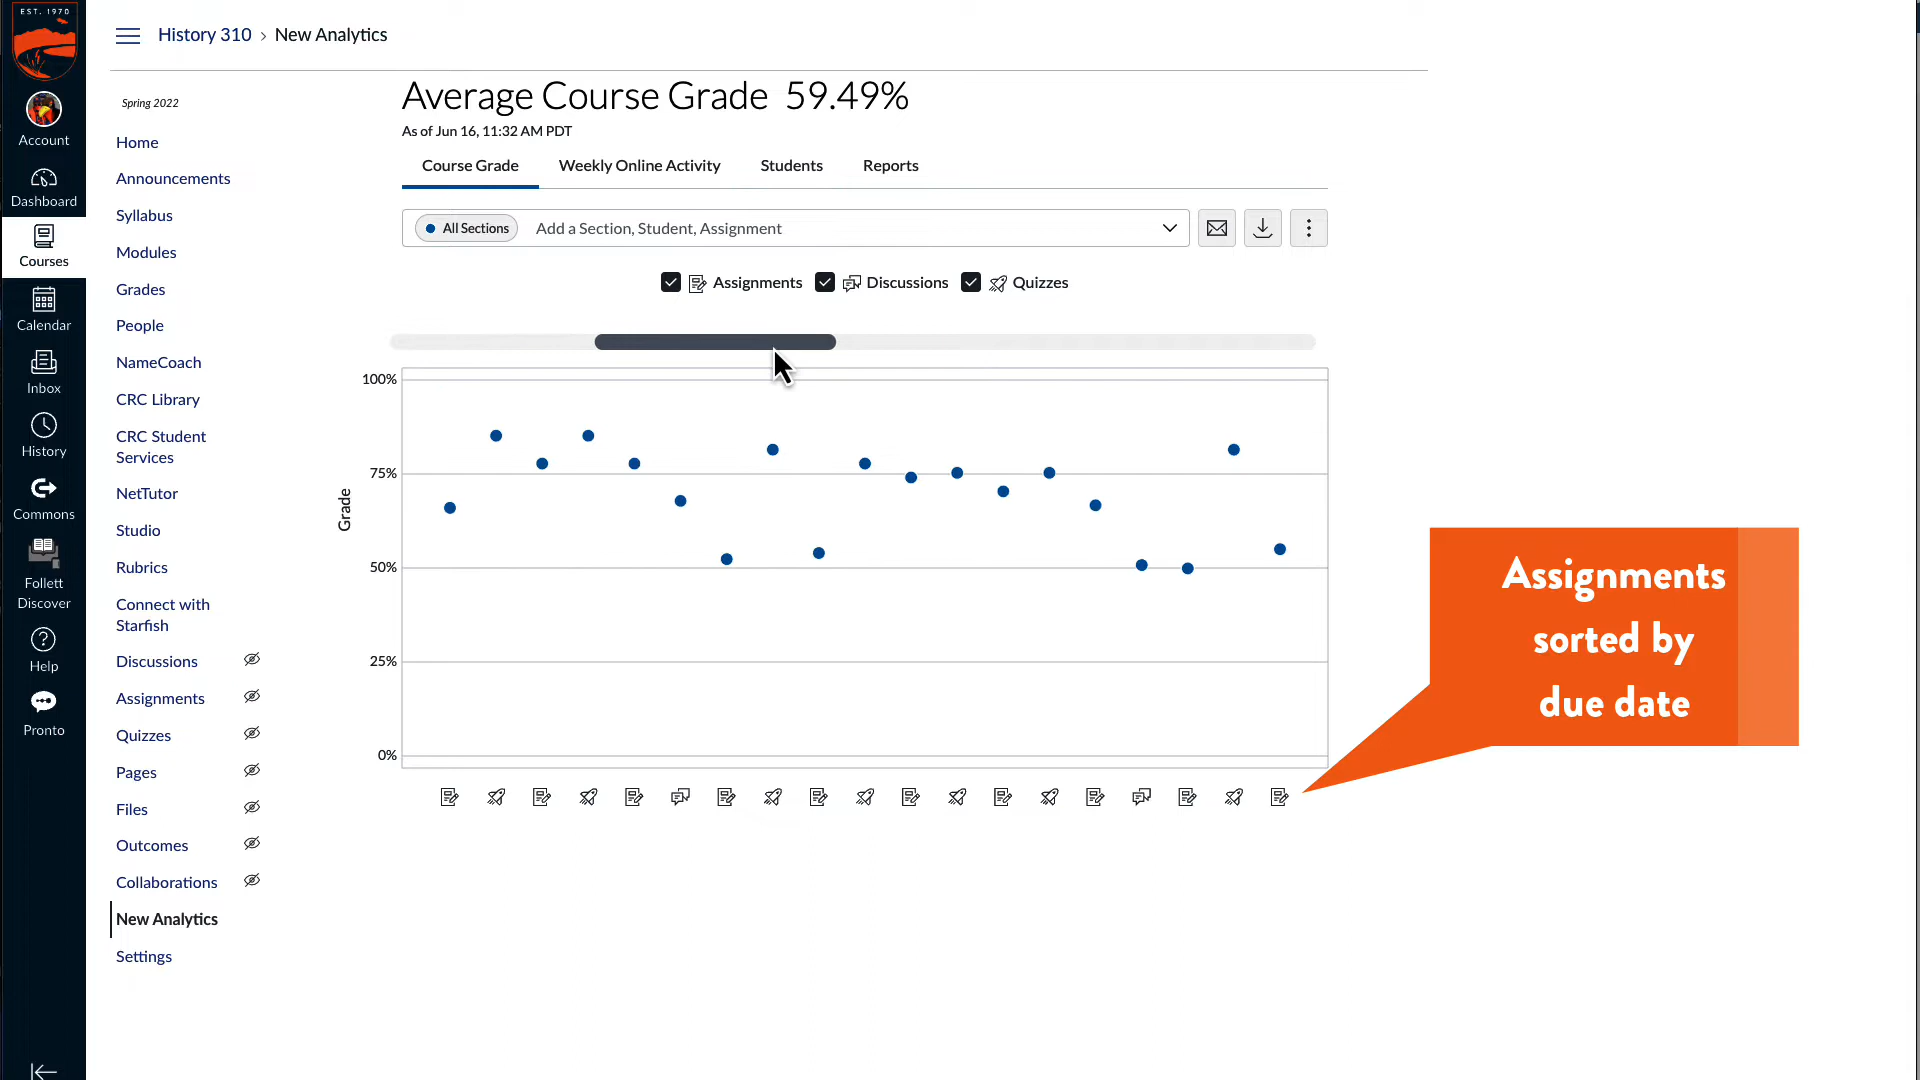 EST. 1970
History 310 › New Analytics
Average Course Grade 59.49%
As of Jun 16, 11:32 AM PDT
Course Grade
Weekly Online Activity
Students
Reports
All Sections
Add a Section, Student, Assignment
Assignments
Discussions
Quizzes
Account
Dashboard
Courses
Calendar
Inbox
History
Commons
Follett
Discover
Help
Pronto
Spring 2022
Home
Announcements
Syllabus
Modules
Grades
People
NameCoach
CRC Library
CRC Student
Services
NetTutor
Studio
Rubrics
Connect with
Starfish
Discussions
Assignments
Quizzes
Pages
Files
Outcomes
Collaborations
New Analytics
Settings
Grade
100%
75%
50%
25%
0%
Assignments
sorted by
due date